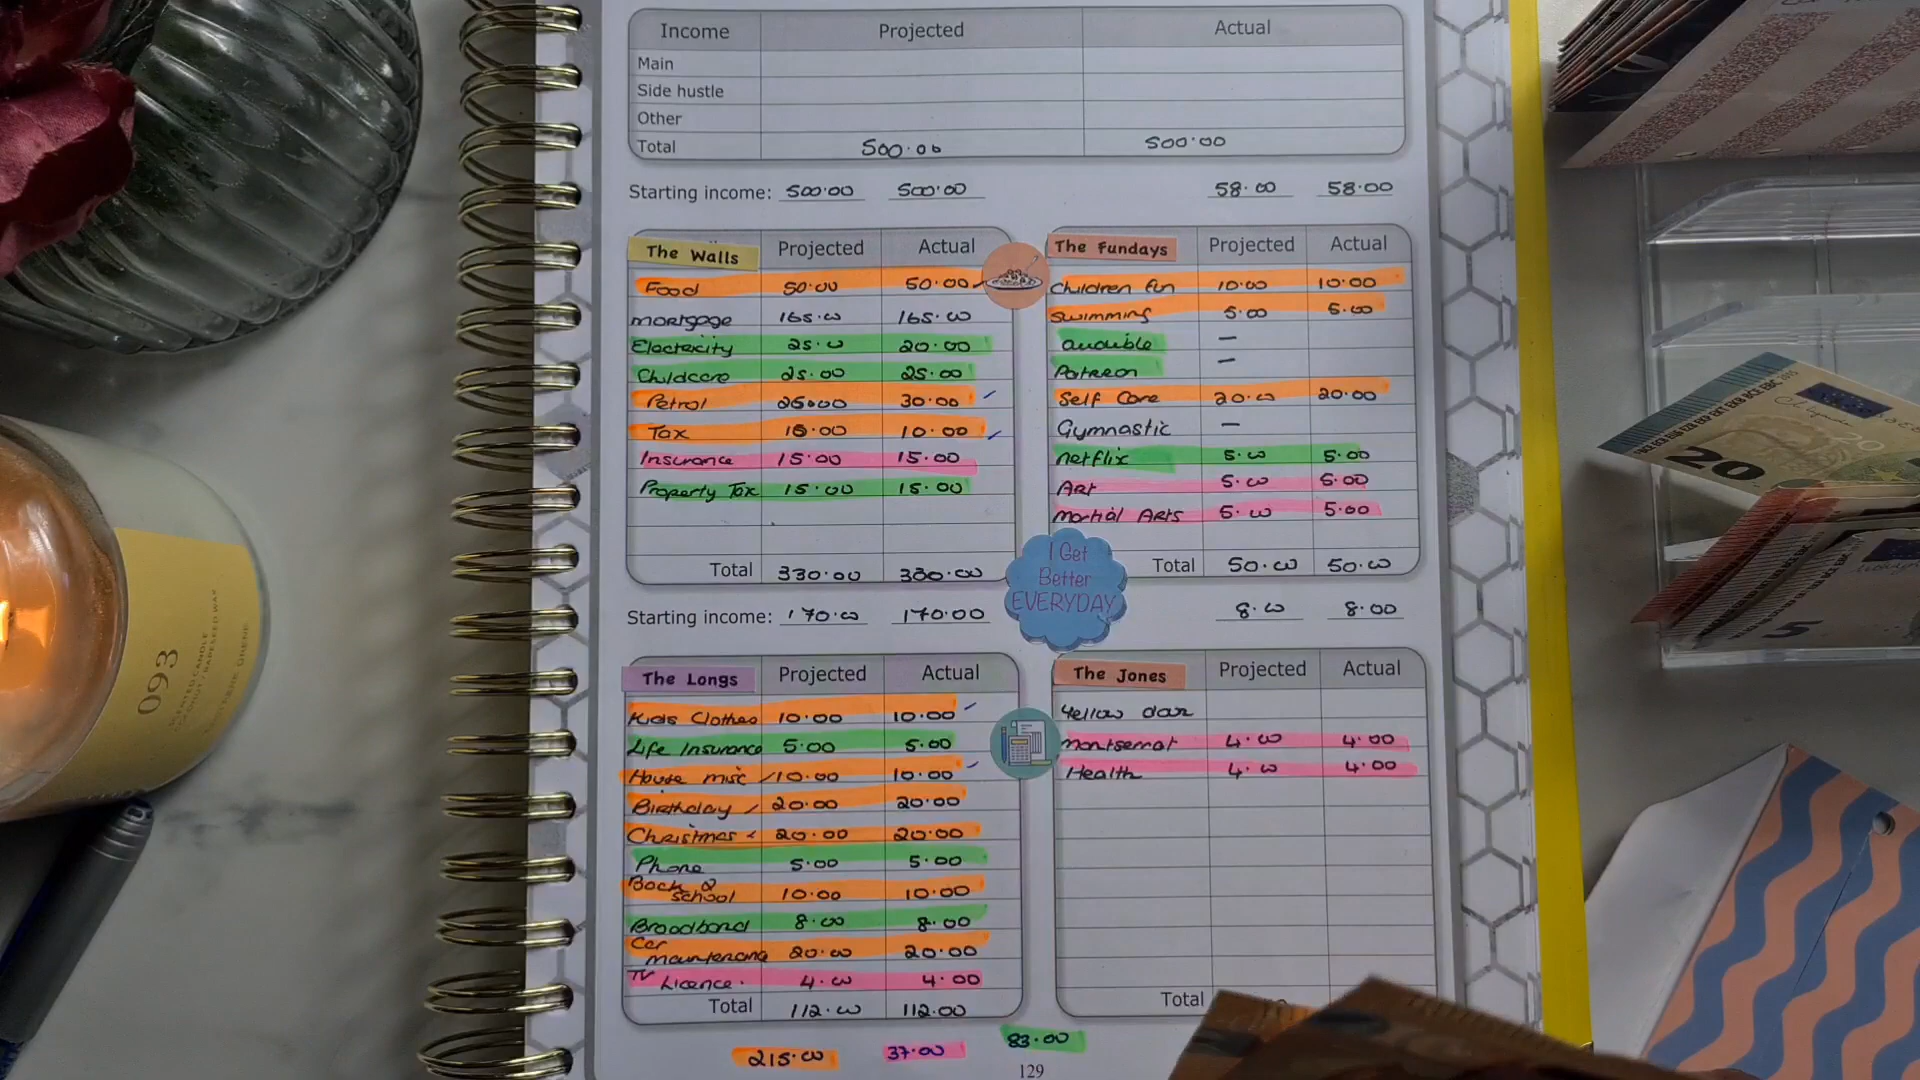 Income Projected Actual
Main
Side hustle
Other
Total 500.00 500.00
Starting income: 500.00 500.00
58.00 58.00
The Walls Projected Actual
Food 50.00 50.00
mortgage 165.00 165.00
Electricity 25.00 20.00
Childcare 25.00 25.00
Petrol 25.00 30.00
Tax 10.00 10.00
Insurance 15.00 15.00
Property Tax 15.00 15.00
Total 330.00 330.00
The Fundays Projected Actual
Children fun 10.00 10.00
Swimming 5.00 5.00
audible —
Patreon —
Self Care 20.00 20.00
Gymnastic —
netflix 5.00 5.00
Art 5.00 5.00
Martial Arts 5.00 5.00
Total 50.00 50.00
I Get
Better
EVERYDAY
Starting income: 170.00 170.00
8.00 8.00
The Longs Projected Actual
Kids Clothes 10.00 10.00
Life Insurance 5.00 5.00
House misc 10.00 10.00
Birthday 20.00 20.00
Christmas 20.00 20.00
Phone 5.00 5.00
Back 2
School 10.00 10.00
Broadband 8.00 8.00
Car
maintenance 20.00 20.00
TV Licence. 4.00 4.00
Total 112.00 112.00
The Jones Projected Actual
Yellow dar
Montserrat 4.00 4.00
Health 4.00 4.00
Total
215.00 37.00 83.00
129
093
20
5